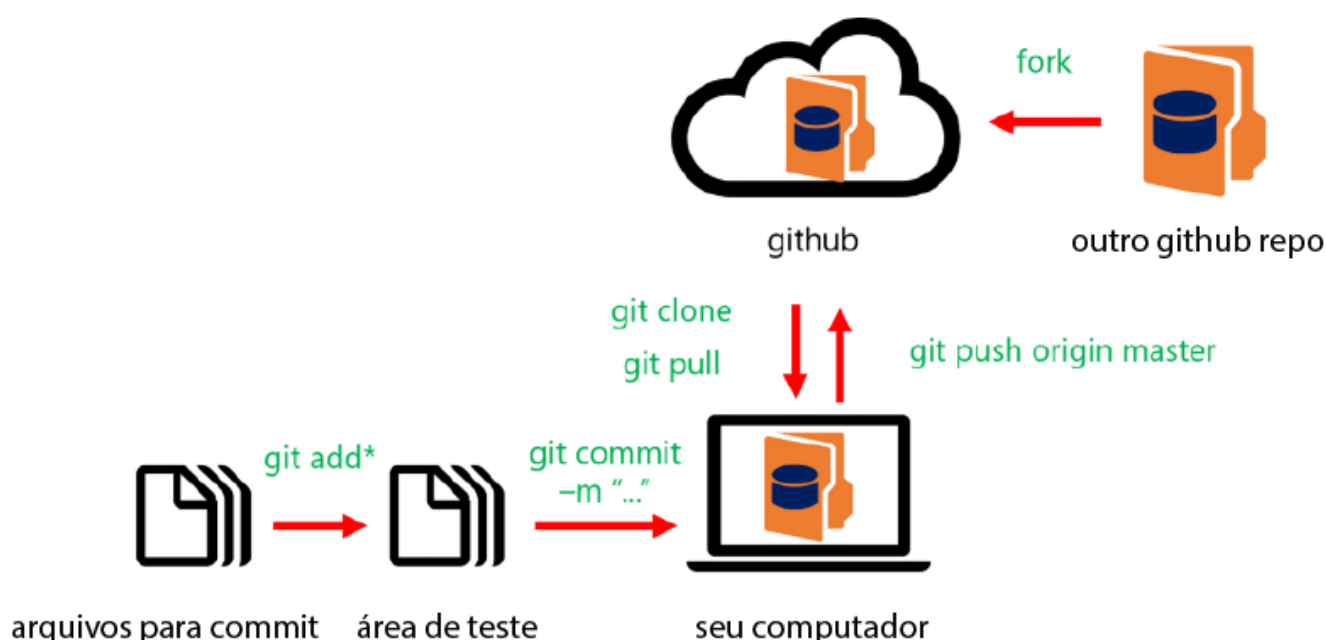 fork
github
outro github repo
git clone
git pull
git push origin master
git add*
git commit
–m “...”
arquivos para commit
área de teste
seu computador